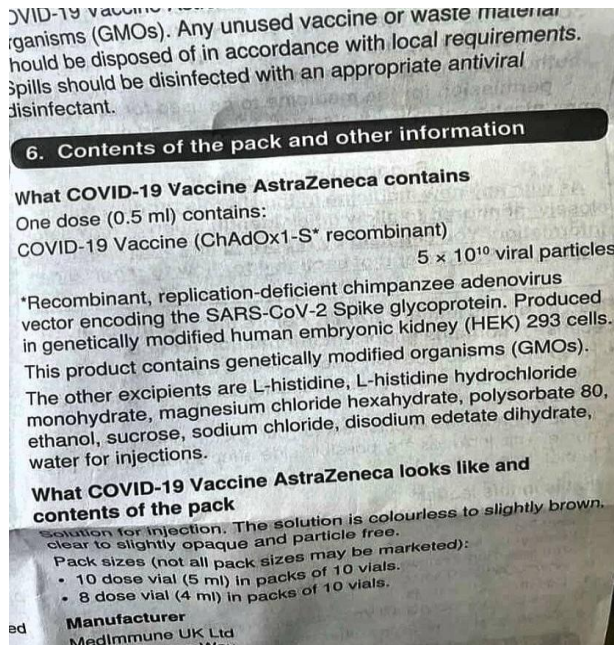 OVID-19 Vaccine
rganisms (GMOs). Any unused vaccine or waste material
hould be disposed of in accordance with local requirements.
Spills should be disinfected with an appropriate antiviral
disinfectant.
6. Contents of the pack and other information
What COVID-19 Vaccine AstraZeneca contains
One dose (0.5 ml) contains:
COVID-19 Vaccine (ChAdOx1-S* recombinant)
5 × 10¹⁰ viral particles
*Recombinant, replication-deficient chimpanzee adenovirus
vector encoding the SARS-CoV-2 Spike glycoprotein. Produced
in genetically modified human embryonic kidney (HEK) 293 cells.
This product contains genetically modified organisms (GMOs).
The other excipients are L-histidine, L-histidine hydrochloride
monohydrate, magnesium chloride hexahydrate, polysorbate 80,
ethanol, sucrose, sodium chloride, disodium edetate dihydrate,
water for injections.
What COVID-19 Vaccine AstraZeneca looks like and
contents of the pack
Solution for injection. The solution is colourless to slightly brown,
clear to slightly opaque and particle free.
Pack sizes (not all pack sizes may be marketed):
• 10 dose vial (5 ml) in packs of 10 vials.
• 8 dose vial (4 ml) in packs of 10 vials.
ed
Manufacturer
MedImmune UK Ltd